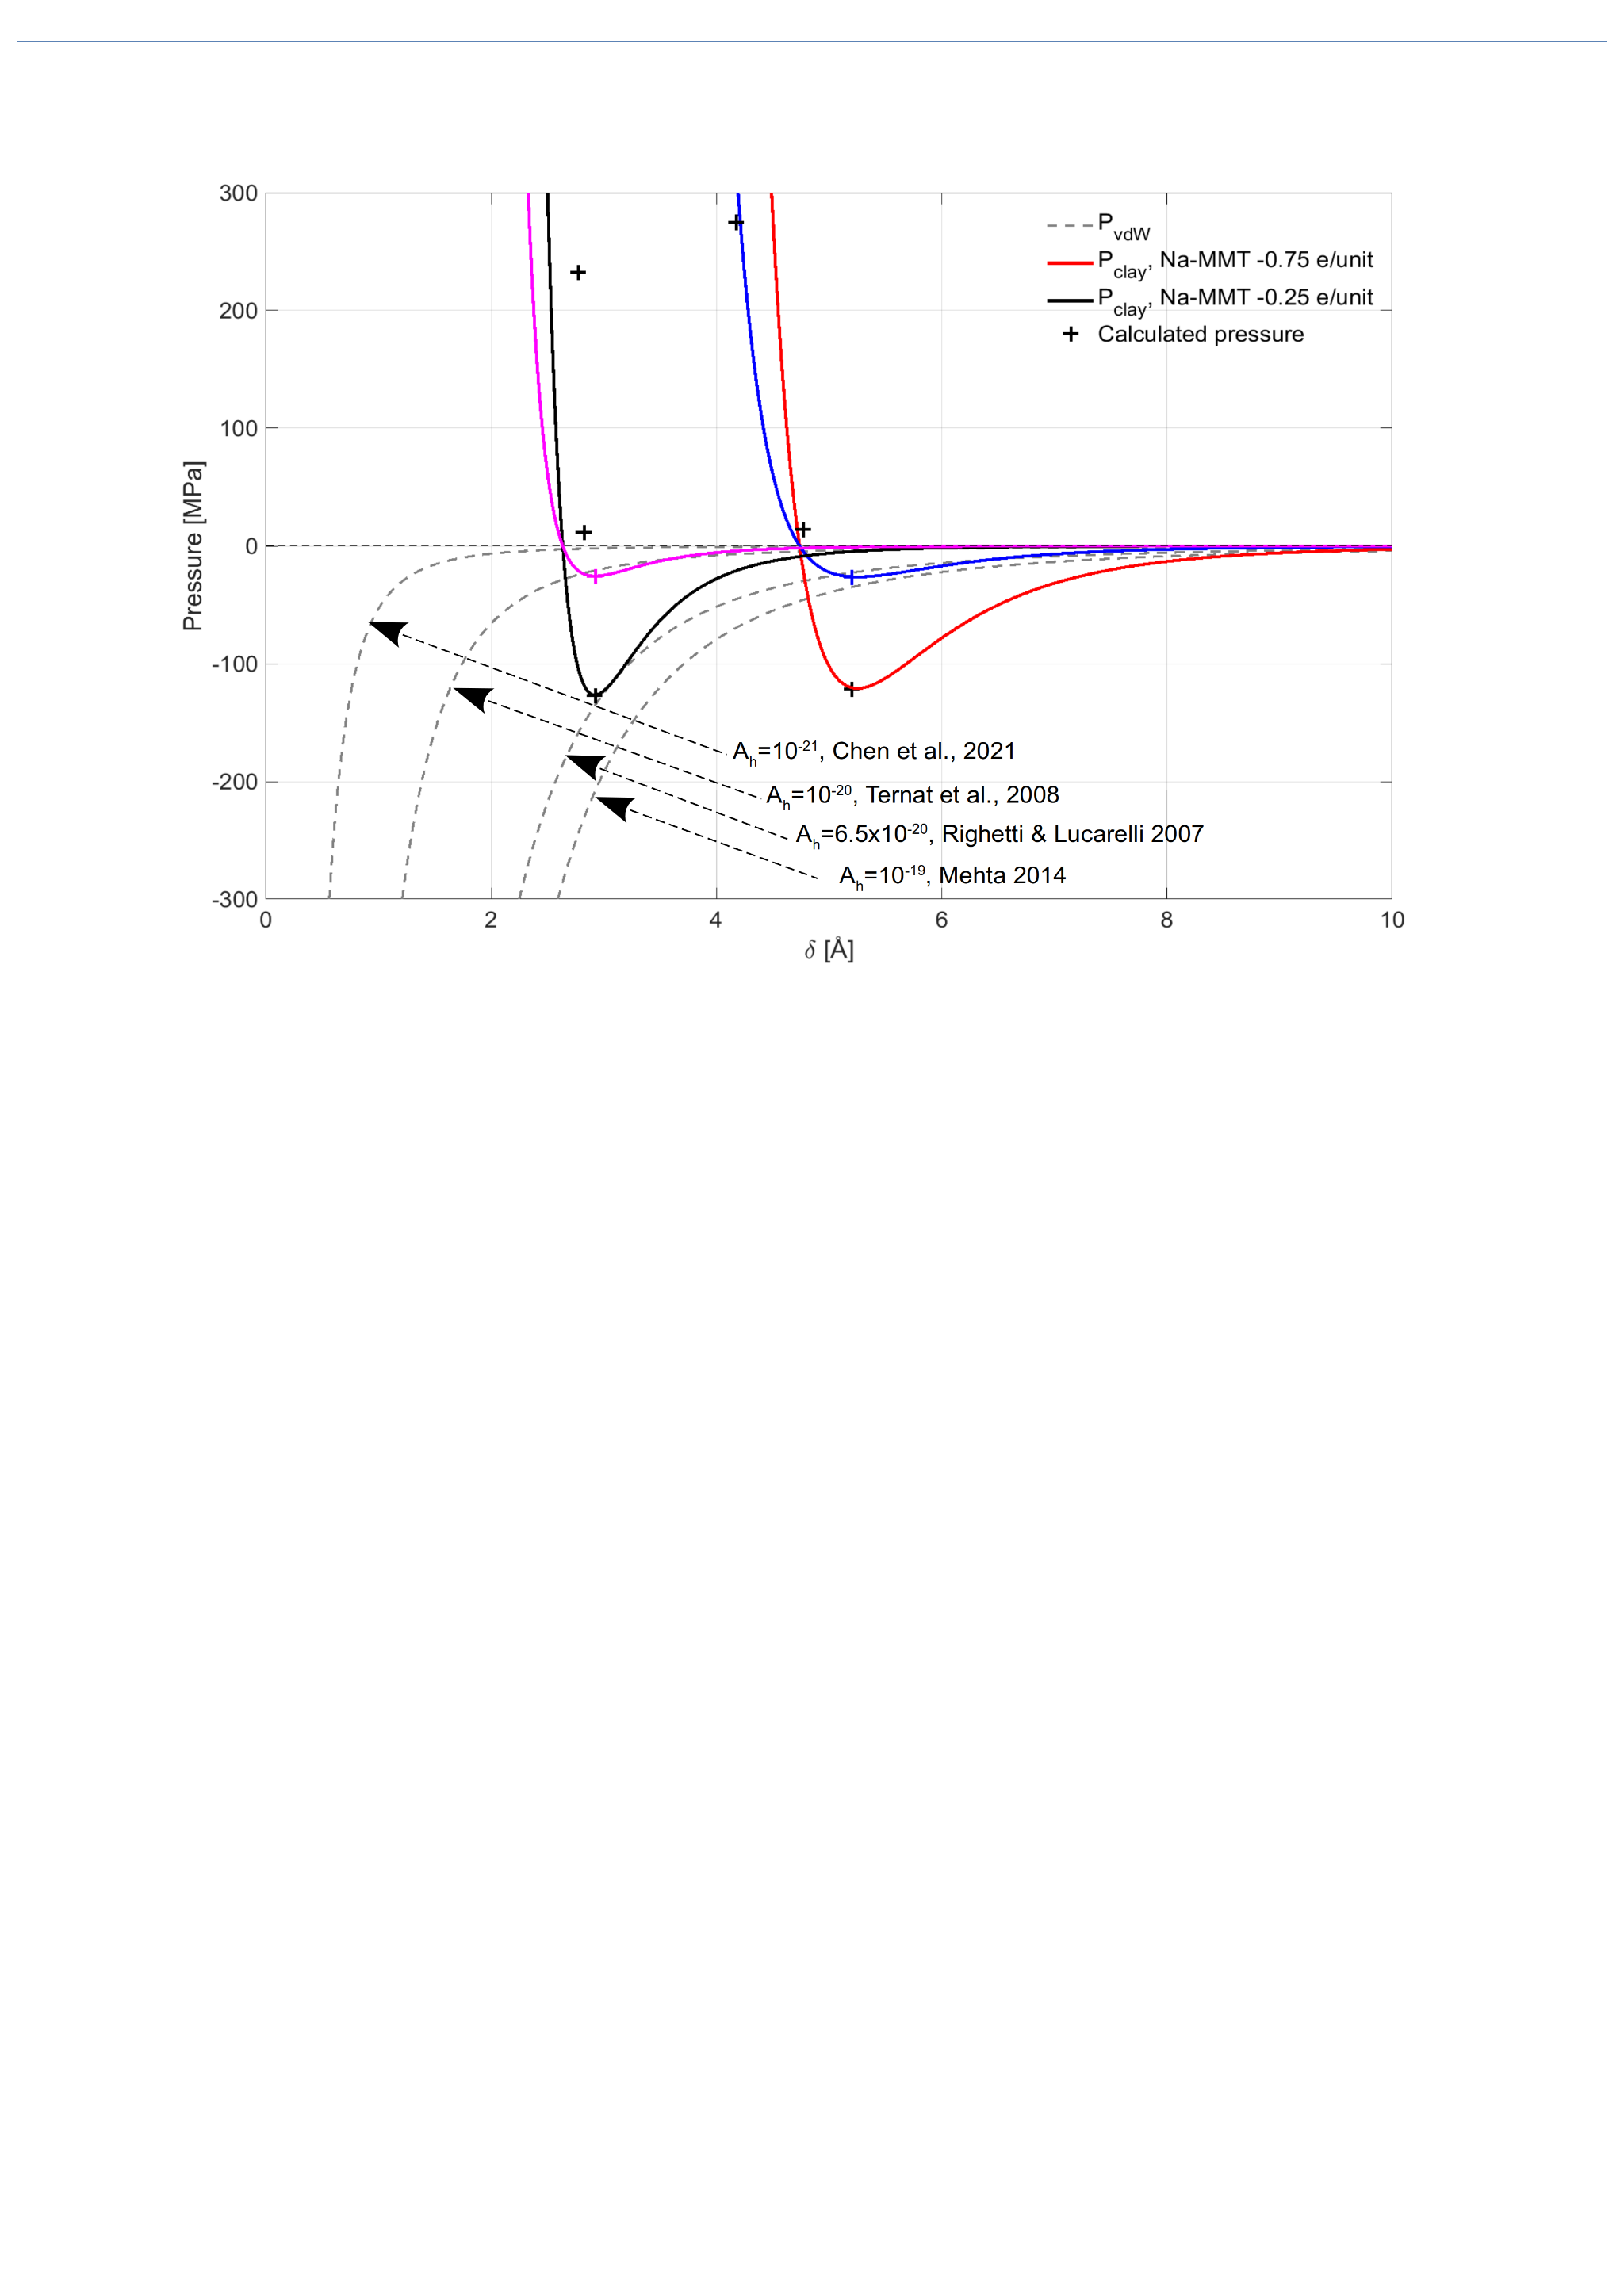 300
200
100
0
-100
-200
-300
Pressure [MPa]
P_vdW
P_clay, Na-MMT -0.75 e/unit
P_clay, Na-MMT -0.25 e/unit
Calculated pressure
A_h=10^-21, Chen et al., 2021
A_h=10^-20, Ternat et al., 2008
A_h=6.5x10^-20, Righetti & Lucarelli 2007
A_h=10^-19, Mehta 2014
0 2 4 6 8 10
δ [Å]